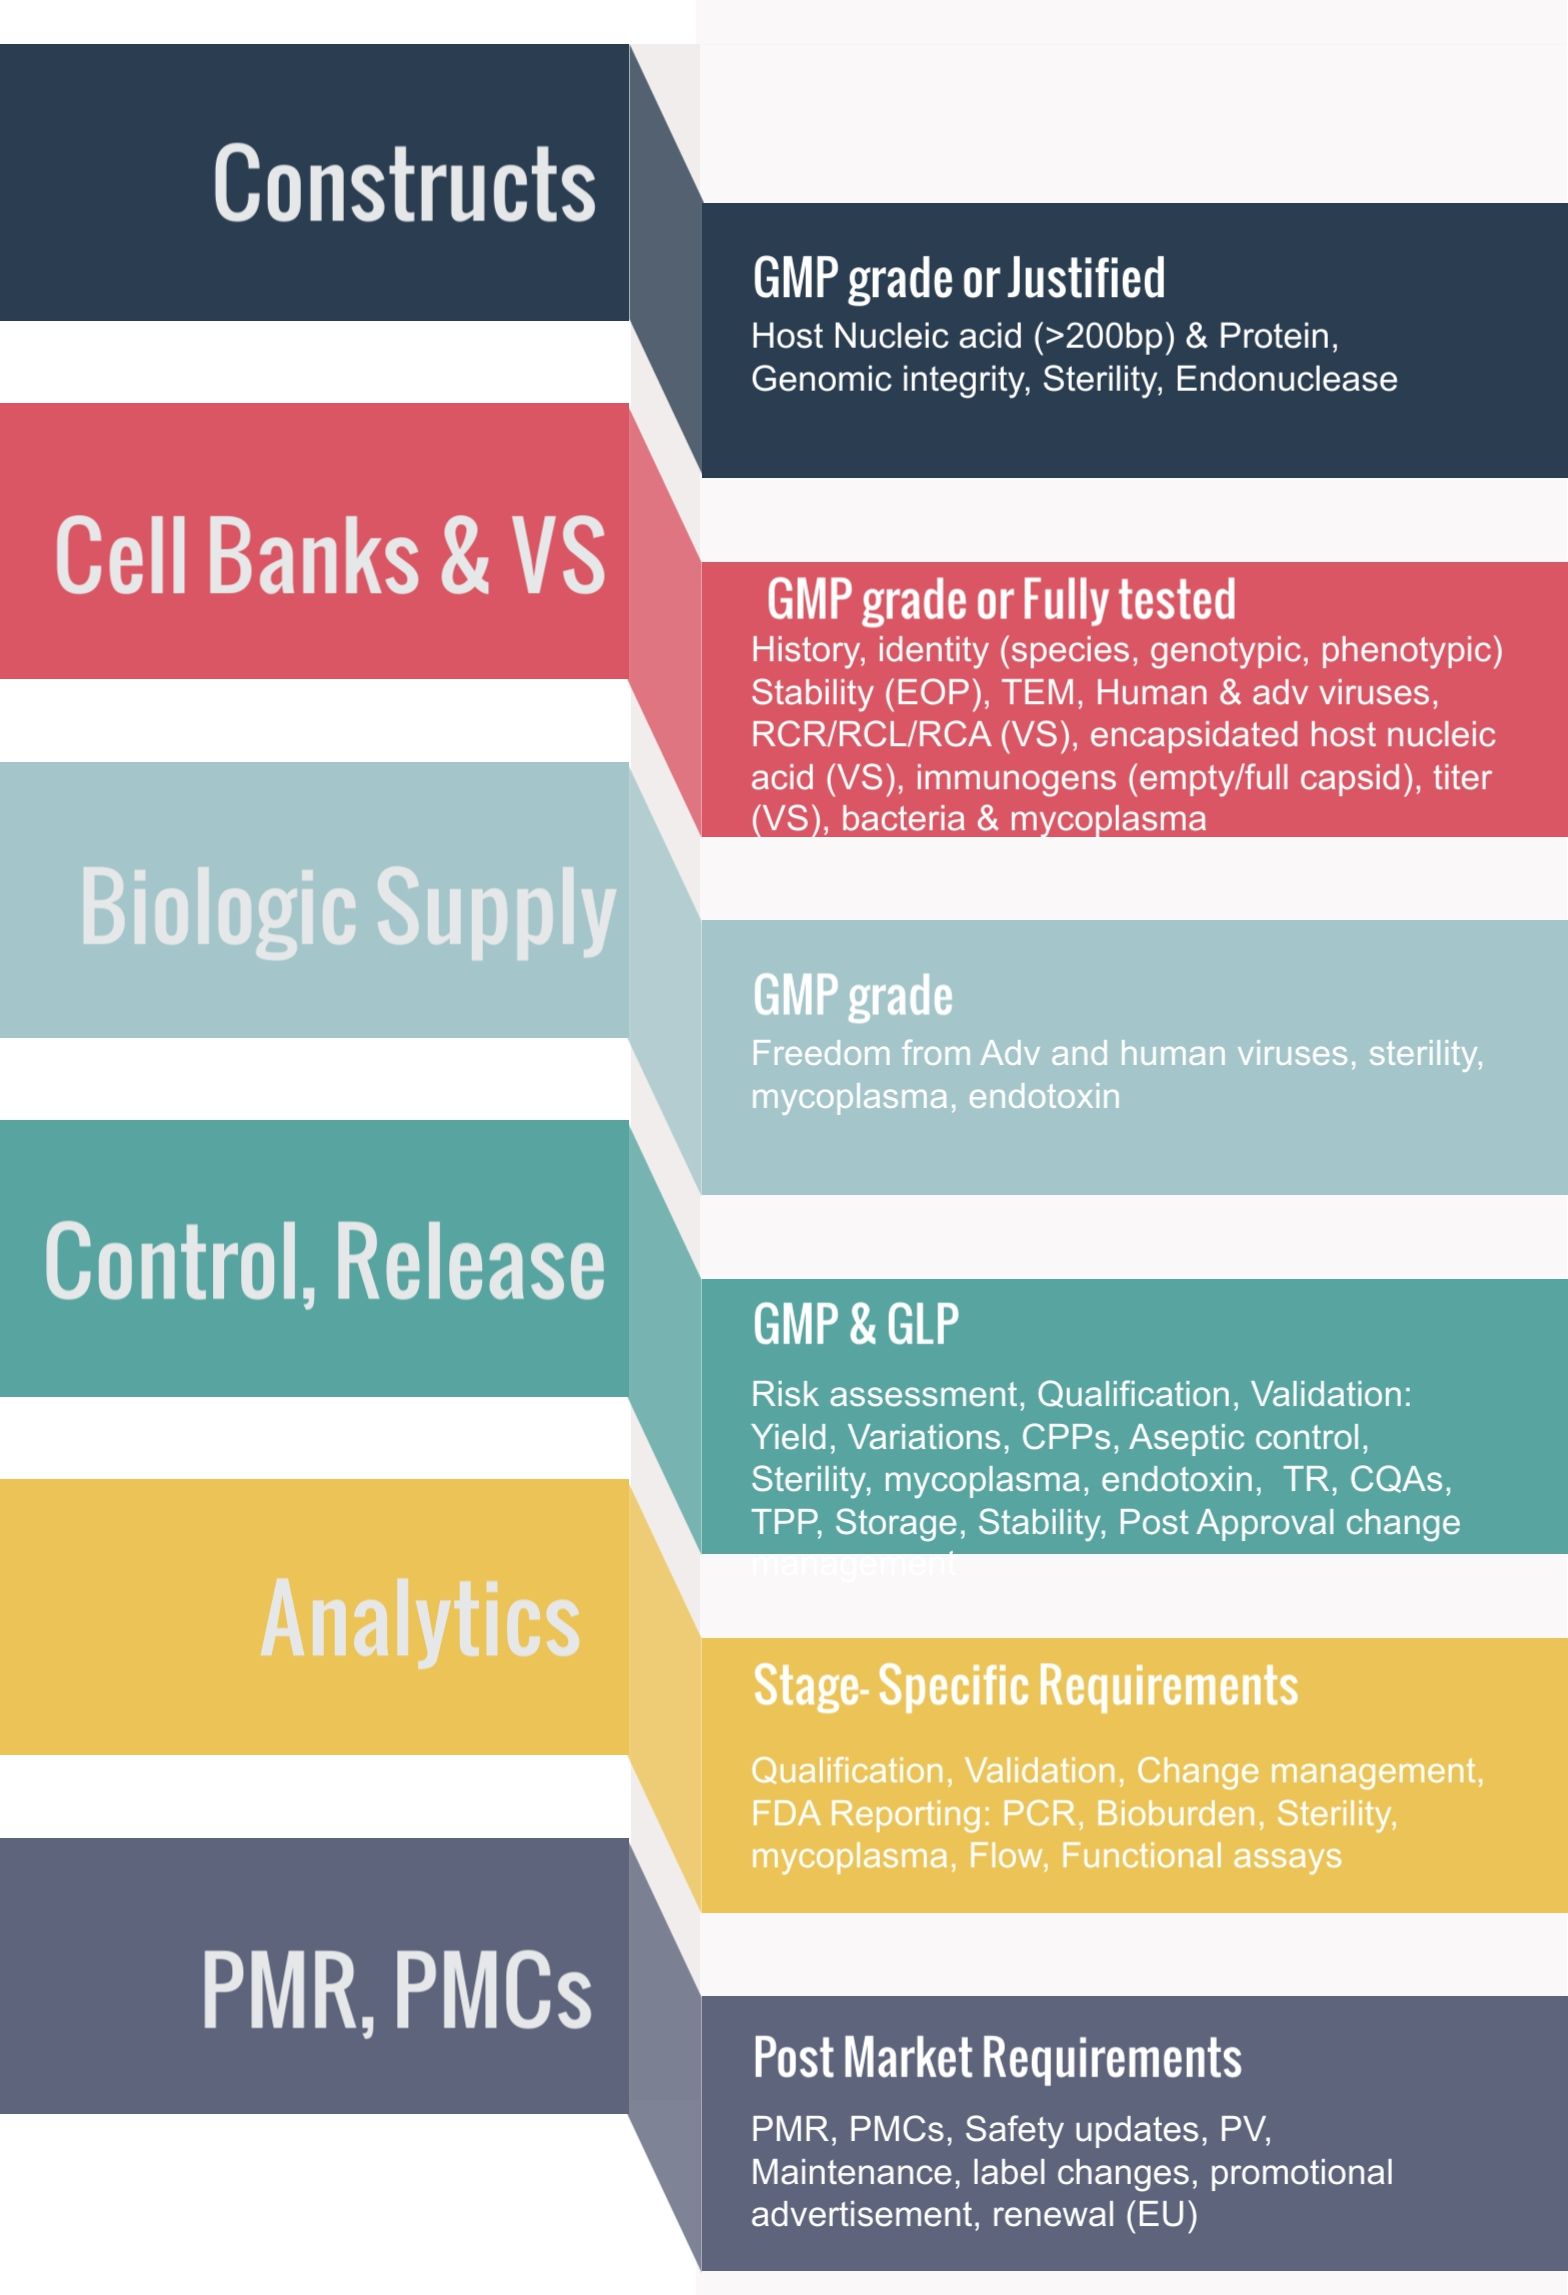 Constructs
GMP grade or Justified
Host Nucleic acid (>200bp) & Protein,
Genomic integrity, Sterility, Endonuclease
Cell Banks & VS
GMP grade or Fully tested
History, identity (species, genotypic, phenotypic)
Stability (EOP), TEM, Human & adv viruses,
RCR/RCL/RCA (VS), encapsidated host nucleic
acid (VS), immunogens (empty/full capsid), titer
(VS), bacteria & mycoplasma
Biologic Supply
GMP grade
Freedom from Adv and human viruses, sterility,
mycoplasma, endotoxin
Control, Release
GMP & GLP
Risk assessment, Qualification, Validation:
Yield, Variations, CPPs, Aseptic control,
Sterility, mycoplasma, endotoxin,  TR, CQAs,
TPP, Storage, Stability, Post Approval change
management
Analytics
Stage- Specific Requirements
Qualification, Validation, Change management,
FDA Reporting: PCR, Bioburden, Sterility,
mycoplasma, Flow, Functional assays
PMR, PMCs
Post Market Requirements
PMR, PMCs, Safety updates, PV,
Maintenance, label changes, promotional
advertisement, renewal (EU)